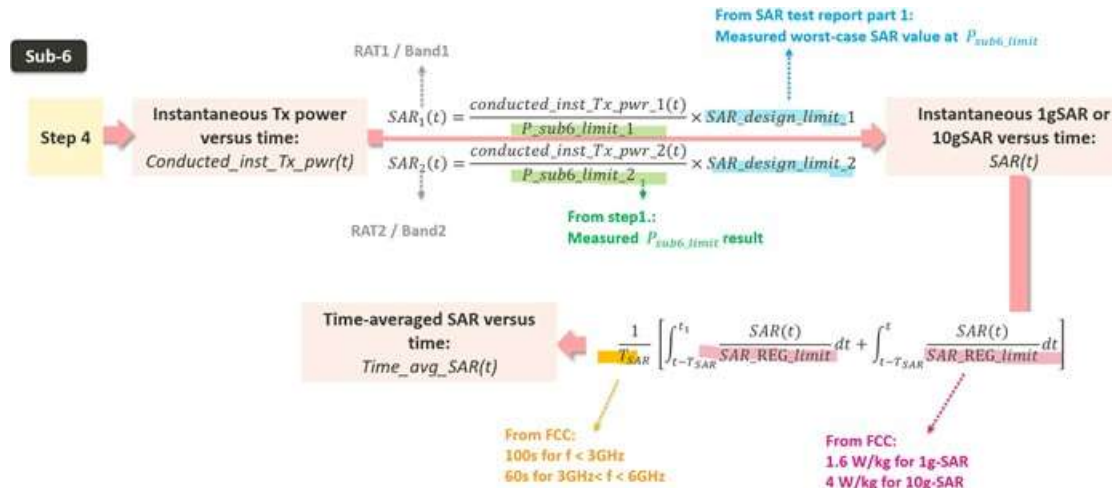 Sub-6
From SAR test report part 1:
Measured worst-case SAR value at P_sub6_limit
RAT1 / Band1
Step 4
Instantaneous Tx power
versus time:
Conducted_inst_Tx_pwr(t)
SAR₁(t) = conducted_inst_Tx_pwr_1(t) / P_sub6_limit_1 × SAR_design_limit_1
SAR₂(t) = conducted_inst_Tx_pwr_2(t) / P_sub6_limit_2 × SAR_design_limit_2
Instantaneous 1gSAR or
10gSAR versus time:
SAR(t)
1
RAT2 / Band2
From step1.:
Measured P_sub6_limit result
Time-averaged SAR versus
time:
Time_avg_SAR(t)
1/T_SAR [∫_{t−T_SAR}^{t₁} SAR(t)/SAR_REG_limit dt + ∫_{t−T_SAR}^{t} SAR(t)/SAR_REG_limit dt]
From FCC:
100s for f < 3GHz
60s for 3GHz< f < 6GHz
From FCC:
1.6 W/kg for 1g-SAR
4 W/kg for 10g-SAR